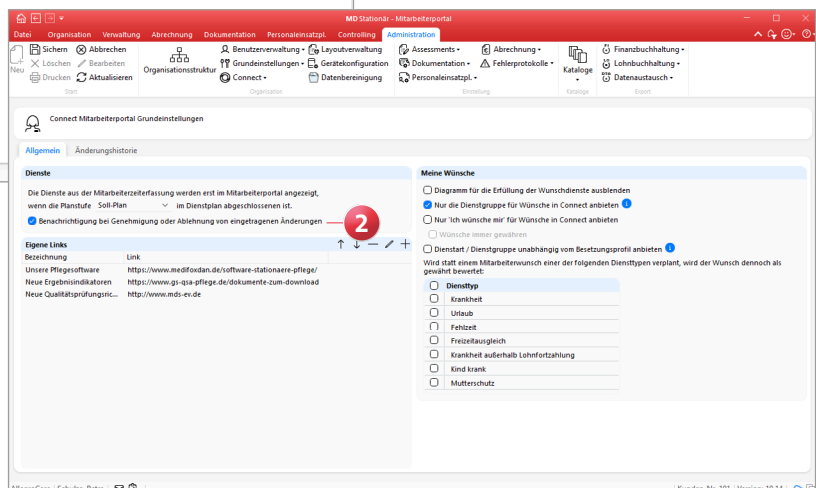 MD Stationär - Mitarbeiterportal
Datei Organisation Verwaltung Abrechnung Dokumentation Personaleinsatzpl. Controlling Administration
Neu
Sichern Abbrechen
Löschen Bearbeiten
Drucken Aktualisieren
Start
Organisationsstruktur
Benutzerverwaltung Layoutverwaltung
Grundeinstellungen Gerätekonfiguration
Connect Datenbereinigung
Organisation
Assessments Abrechnung
Dokumentation Fehlerprotokolle
Personaleinsatzpl.
Einstellung
Kataloge
Kataloge
Finanzbuchhaltung
Lohnbuchhaltung
Datenaustausch
Export
Connect Mitarbeiterportal Grundeinstellungen
Allgemein Änderungshistorie
Dienste
Die Dienste aus der Mitarbeiterzeiterfassung werden erst im Mitarbeiterportal angezeigt,
wenn die Planstufe Soll-Plan im Dienstplan abgeschlossenen ist.
Benachrichtigung bei Genehmigung oder Ablehnung von eingetragenen Änderungen
2
Eigene Links
Bezeichnung Link
Unsere Pflegesoftware https://www.medifoxdan.de/software-stationaere-pflege/
Neue Ergebnisindikatoren https://www.gs-qsa-pflege.de/dokumente-zum-download
Neue Qualitätsprüfungsric... http://www.mds-ev.de
Meine Wünsche
Diagramm für die Erfüllung der Wunschdienste ausblenden
Nur die Dienstgruppe für Wünsche in Connect anbieten
Nur 'Ich wünsche mir' für Wünsche in Connect anbieten
Wünsche immer gewähren
Dienstart / Dienstgruppe unabhängig vom Besetzungsprofil anbieten
Wird statt einem Mitarbeiterwunsch einer der folgenden Diensttypen verplant, wird der Wunsch dennoch als
gewährt bewertet:
Diensttyp
Krankheit
Urlaub
Fehlzeit
Freizeitausgleich
Krankheit außerhalb Lohnfortzahlung
Kind krank
Mutterschutz